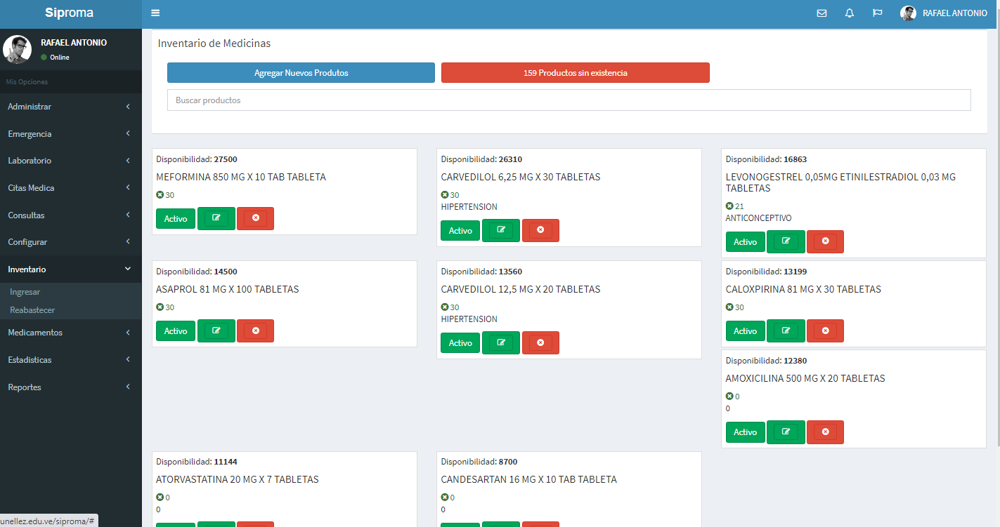 Siproma
RAFAEL ANTONIO
RAFAEL ANTONIO
Online
Mis Opciones
Administrar
Emergencia
Laboratorio
Citas Medica
Consultas
Configurar
Inventario
Ingresar
Reabastecer
Medicamentos
Estadisticas
Reportes
Inventario de Medicinas
Agregar Nuevos Produtos
159 Productos sin existencia
Buscar productos
Disponibilidad: 27500
MEFORMINA 850 MG X 10 TAB TABLETA
30
Activo
Disponibilidad: 26310
CARVEDILOL 6,25 MG X 30 TABLETAS
30
HIPERTENSION
Activo
Disponibilidad: 16863
LEVONOGESTREL 0,05MG ETINILESTRADIOL 0,03 MG
TABLETAS
21
ANTICONCEPTIVO
Activo
Disponibilidad: 14500
ASAPROL 81 MG X 100 TABLETAS
30
Activo
Disponibilidad: 13560
CARVEDILOL 12,5 MG X 20 TABLETAS
30
HIPERTENSION
Activo
Disponibilidad: 13199
CALOXPIRINA 81 MG X 30 TABLETAS
30
Activo
Disponibilidad: 12380
AMOXICILINA 500 MG X 20 TABLETAS
0
0
Activo
Disponibilidad: 11144
ATORVASTATINA 20 MG X 7 TABLETAS
0
0
Disponibilidad: 8700
CANDESARTAN 16 MG X 10 TAB TABLETA
0
0
unellez.edu.ve/siproma/#